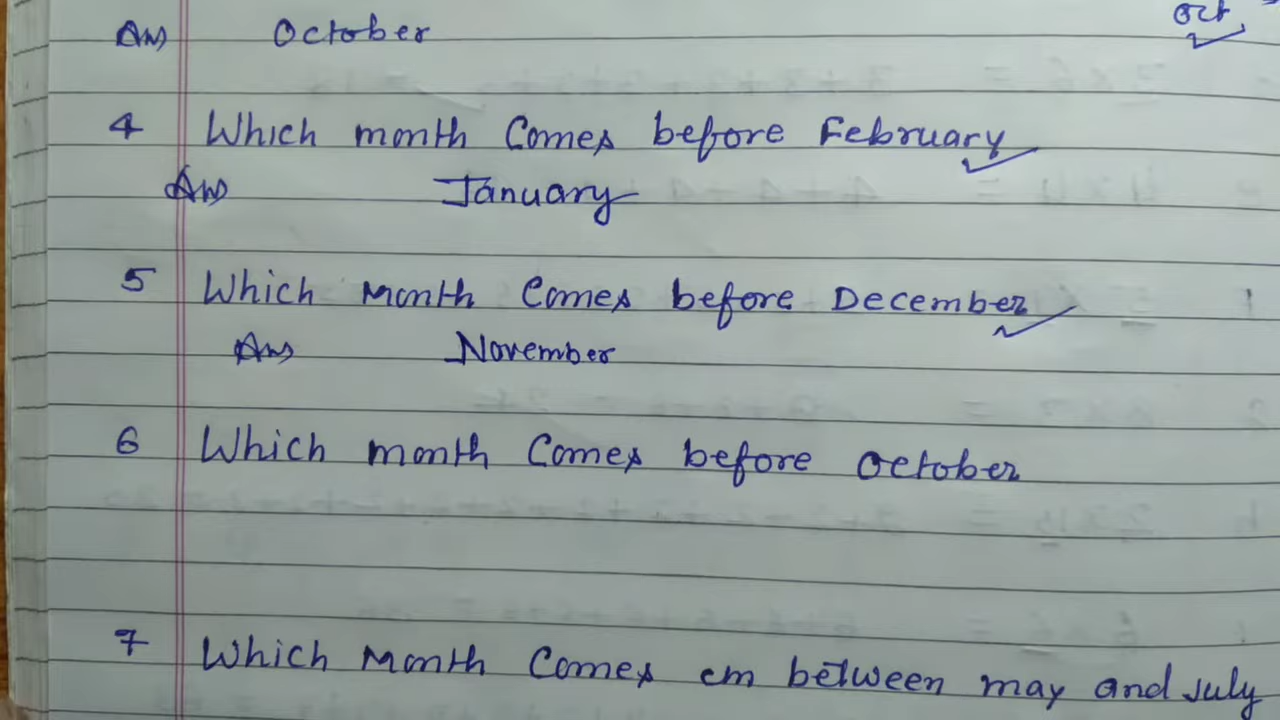 Oct
Ans October
4 Which month Comes before February
Ans January
5 Which Month Comes before December
Ans November
6 Which month Comes before October
7 Which Month Comes em between may and July